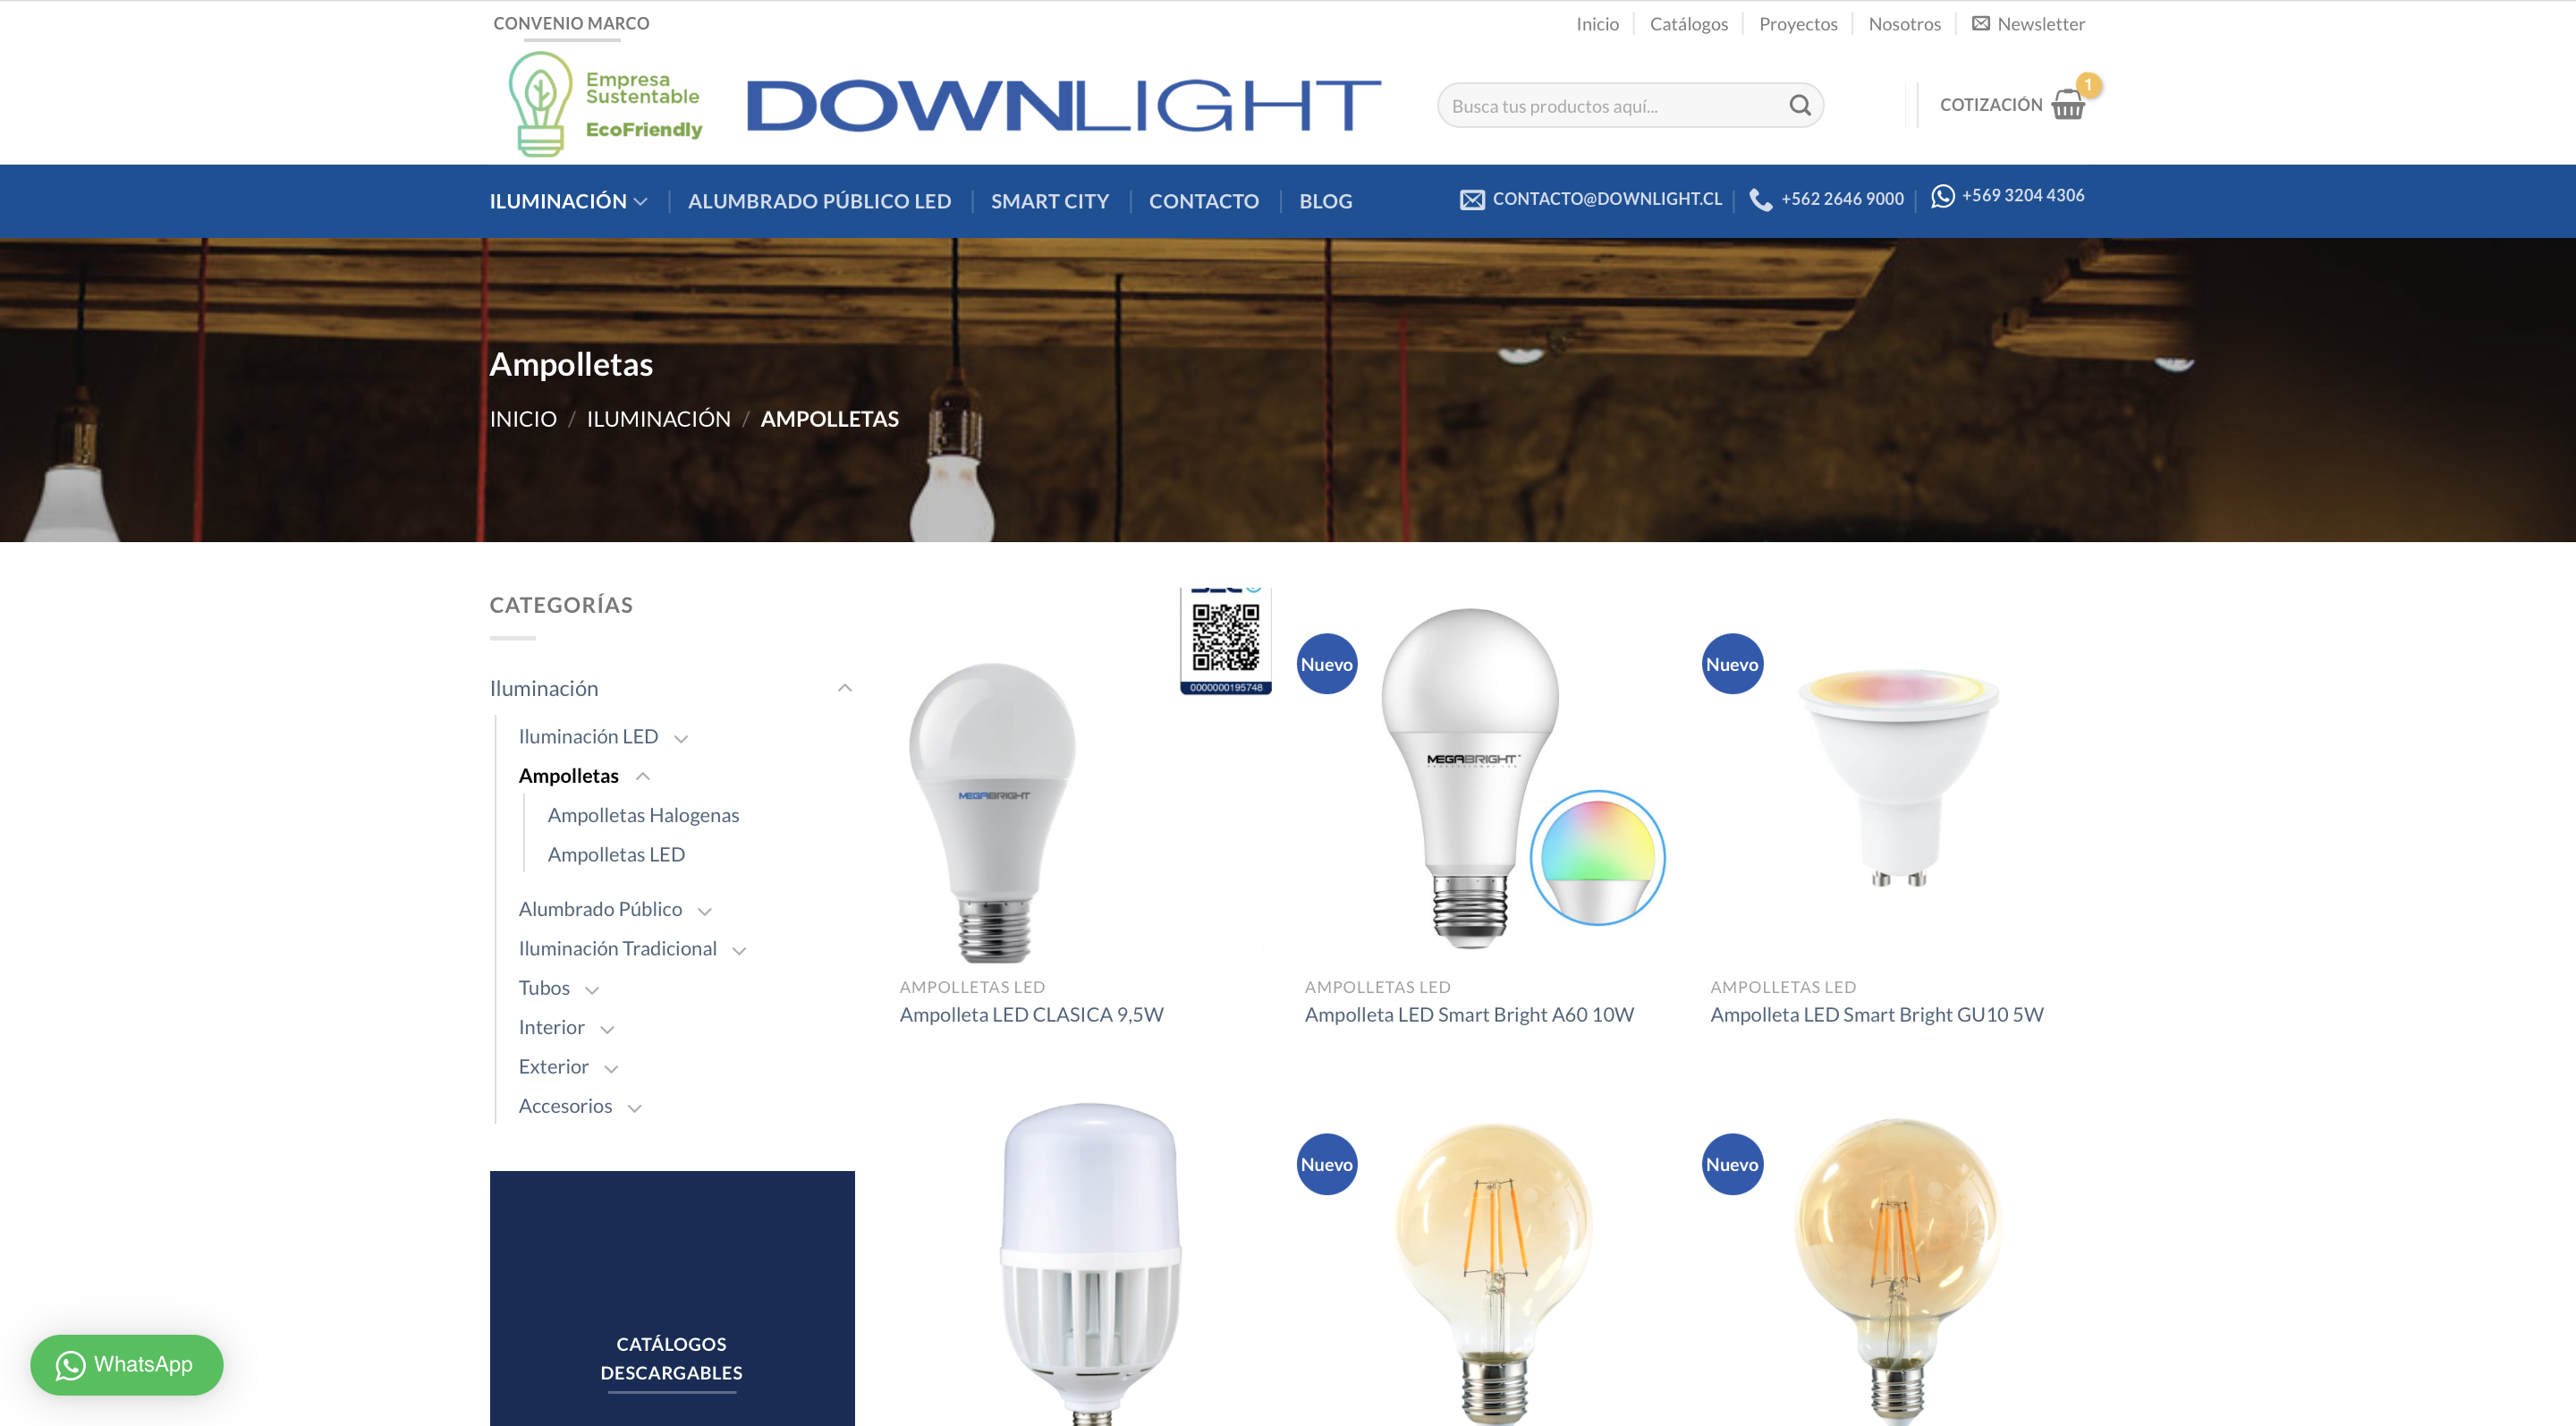 CONVENIO MARCO
Inicio
Catálogos
Proyectos
Nosotros
Newsletter
Empresa
Sustentable
EcoFriendly
DOWNLIGHT
Busca tus productos aquí...
COTIZACIÓN
1
ILUMINACIÓN
ALUMBRADO PÚBLICO LED
SMART CITY
CONTACTO
BLOG
CONTACTO@DOWNLIGHT.CL
+562 2646 9000
+569 3204 4306
Ampolletas
INICIO / ILUMINACIÓN / AMPOLLETAS
CATEGORÍAS
Iluminación
Iluminación LED
Ampolletas
Ampolletas Halogenas
Ampolletas LED
Alumbrado Público
Iluminación Tradicional
Tubos
Interior
Exterior
Accesorios
CATÁLOGOS
DESCARGABLES
WhatsApp
0000000195748
MEGABRIGHT
AMPOLLETAS LED
Ampolleta LED CLASICA 9,5W
Nuevo
MEGABRIGHT
AMPOLLETAS LED
Ampolleta LED Smart Bright A60 10W
Nuevo
AMPOLLETAS LED
Ampolleta LED Smart Bright GU10 5W
Nuevo
Nuevo